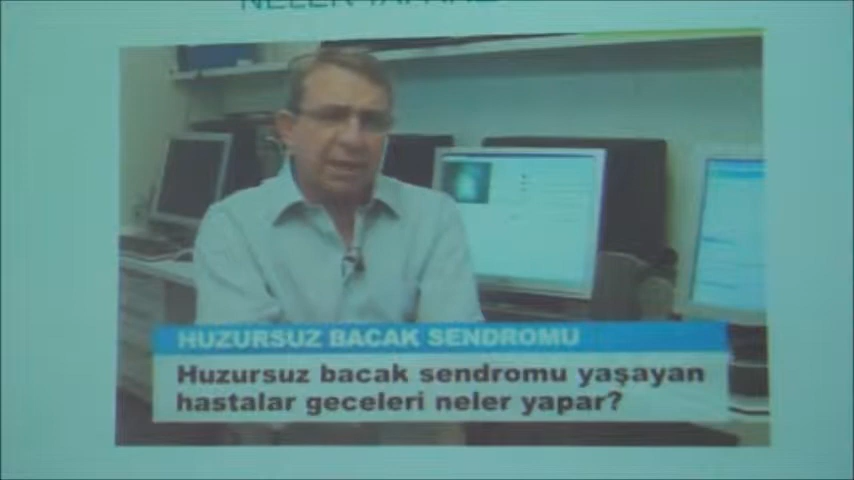 HUZURSUZ BACAK SENDROMU
Huzursuz bacak sendromu yaşayan
hastalar geceleri neler yapar?